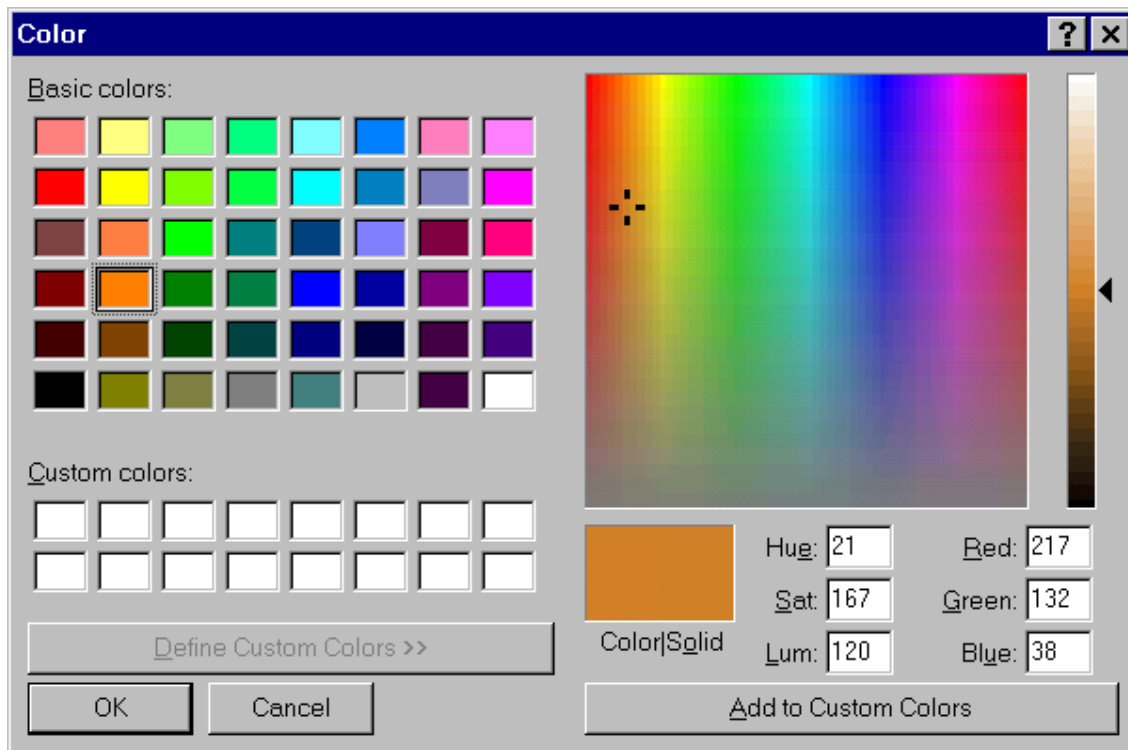 Color
Basic colors:
Custom colors:
Define Custom Colors >>
OK Cancel
Color|Solid
Hue: 21 Red: 217
Sat: 167 Green: 132
Lum: 120 Blue: 38
Add to Custom Colors